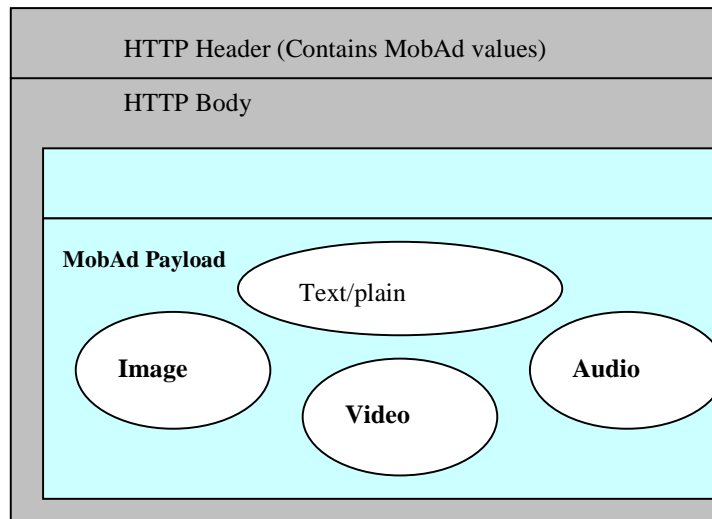 HTTP Header (Contains MobAd values)
HTTP Body
MobAd Payload
Text/plain
Image
Audio
Video